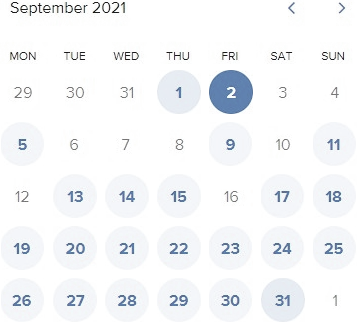 September 2021
MON TUE WED THU FRI SAT SUN
29 30 31 1 2 3 4
5 6 7 8 9 10 11
12 13 14 15 16 17 18
19 20 21 22 23 24 25
26 27 28 29 30 31 1